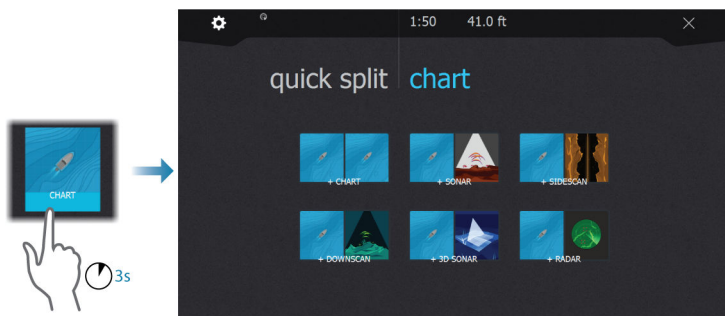 1:50 41.0 ft
quick split chart
CHART
3s
+ CHART + SONAR + SIDESCAN
+ DOWNSCAN + 3D SONAR + RADAR